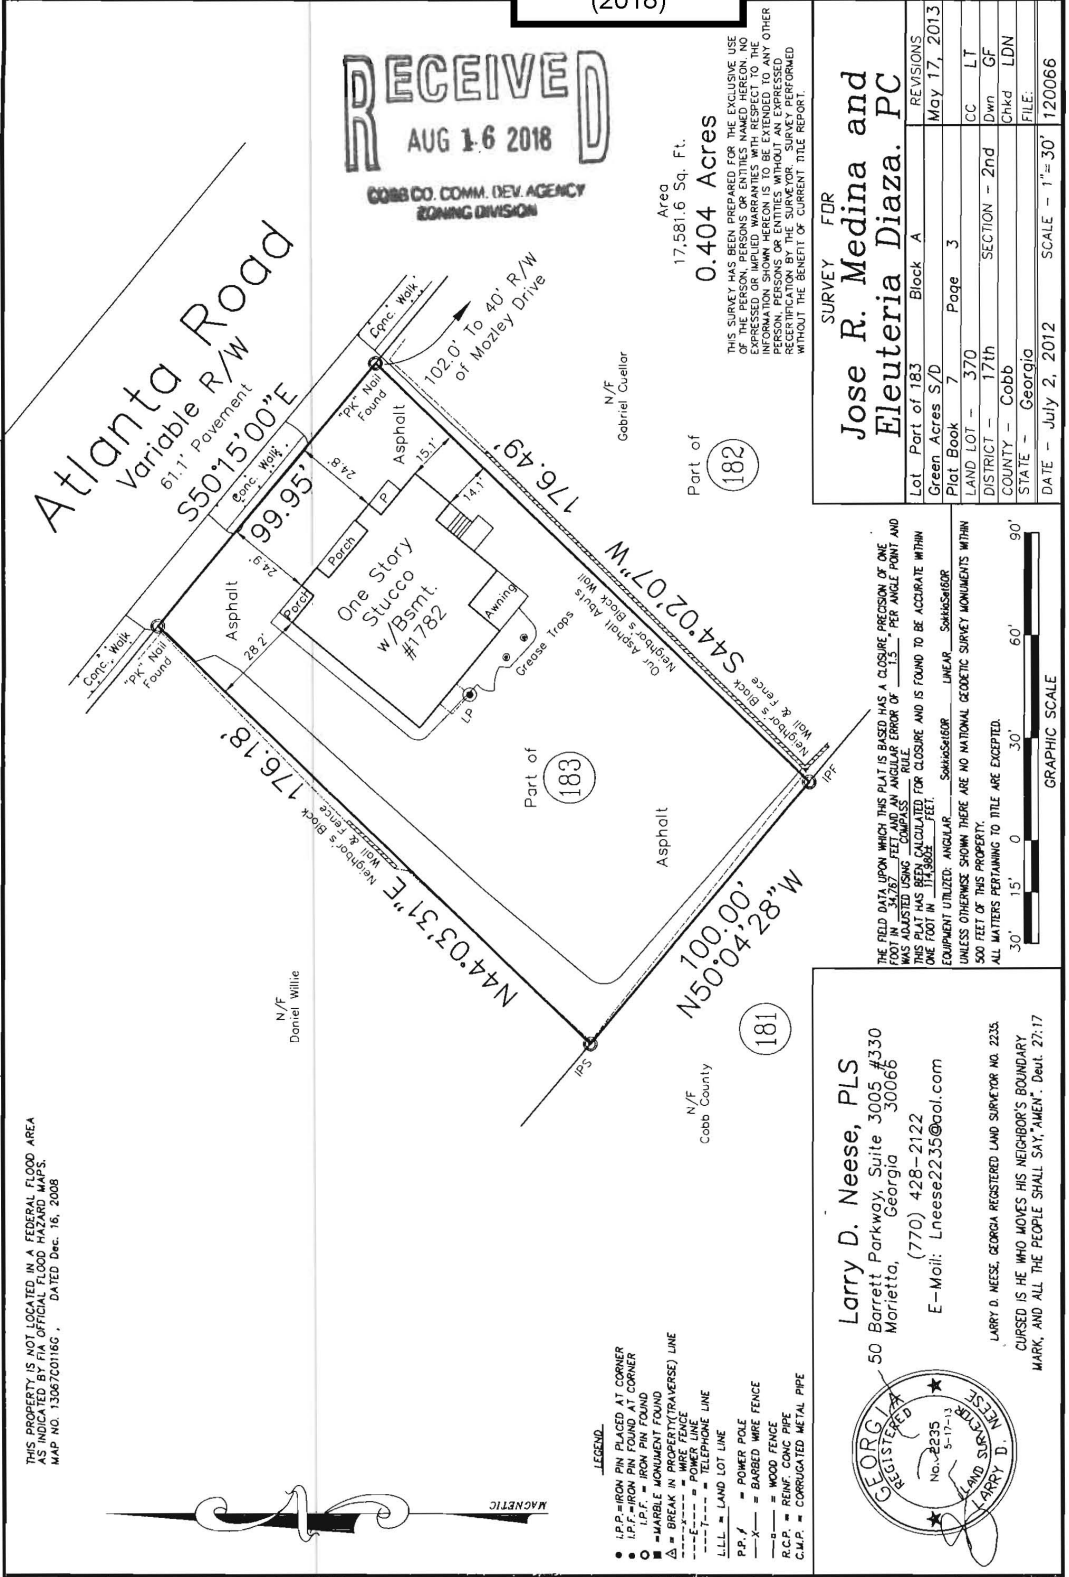 (2018)
RECEIVED
AUG 16 2018
COBB CO. COMM. DEV. AGENCY
ZONING DIVISION
THIS PROPERTY IS NOT LOCATED IN A FEDERAL FLOOD AREA
AS INDICATED BY FIA OFFICIAL FLOOD HAZARD MAPS.
MAP NO. 13067C0116G , DATED Dec. 16, 2008
MAGNETIC
Atlanta Road
Variable R/W
61.1' Pavement
S50°15'00"E
99.95'
Conc. Walk
Conc. Walk
Conc. Walk
"PK" Nail
Found
"PK" Nail
Found
102.0' To 40' R/W
of Mozley Drive
Asphalt
Asphalt
24.9'
24.8'
28.2'
15.1'
14.1'
Porch
Porch
P
One Story
Stucco
w/Bsmt.
#1782
Awning
Grease Traps
LP
Our Asphalt Abuts
Neighbor's Block Wall
176.49'
S44°02'07"W
Neighbor's Block
Wall & Fence
IPF
176.18'
N44°03'31"E
Neighbor's Block
Wall & Fence
IPS
Part of
183
Asphalt
100.00'
N50°04'28"W
N/F
Daniel Willie
N/F
Gabriel Cuellar
Part of
182
N/F
Cobb County
181
Area
17,581.6 Sq. Ft.
0.404 Acres
THIS SURVEY HAS BEEN PREPARED FOR THE EXCLUSIVE USE
OF THE PERSON, PERSONS OR ENTITIES NAMED HEREON. NO
EXPRESSED OR IMPLIED WARRANTIES WITH RESPECT TO THE
INFORMATION SHOWN HEREON IS TO BE EXTENDED TO ANY OTHER
PERSON, PERSONS OR ENTITIES WITHOUT AN EXPRESSED
RECERTIFICATION BY THE SURVEYOR. SURVEY PERFORMED
WITHOUT THE BENEFIT OF CURRENT TITLE REPORT.
LEGEND
I.P.P.=IRON PIN PLACED AT CORNER
I.P.F.=IRON PIN FOUND AT CORNER
I.P.F. = IRON PIN FOUND
=MARBLE MONUMENT FOUND
= BREAK IN PROPERTY(TRAVERSE) LINE
----x---- = WIRE FENCE
----E---- = POWER LINE
----T---- = TELEPHONE LINE
L.L.L. = LAND LOT LINE
P.P. = POWER POLE
—X— = BARBED WIRE FENCE
= WOOD FENCE
R.C.P. = REINF. CONC PIPE
C.M.P. = CORRUGATED METAL PIPE
Larry D. Neese, PLS
50 Barrett Parkway, Suite 3005 #330
Marietta, Georgia 30066
(770) 428-2122
E-Mail: Lneese2235@aol.com
GEORGIA
REGISTERED
No. 2235
5-17-13
LAND SURVEYOR
LARRY D. NEESE
LARRY D. NEESE, GEORGIA REGISTERED LAND SURVEYOR NO. 2235.
CURSED IS HE WHO MOVES HIS NEIGHBOR'S BOUNDARY
MARK, AND ALL THE PEOPLE SHALL SAY,"AMEN". Deut. 27:17
THE FIELD DATA UPON WHICH THIS PLAT IS BASED HAS A CLOSURE PRECISION OF ONE
FOOT IN 34,767 FEET AND AN ANGULAR ERROR OF 1.5 " PER ANGLE POINT AND
WAS ADJUSTED USING COMPASS RULE.
THIS PLAT HAS BEEN CALCULATED FOR CLOSURE AND IS FOUND TO BE ACCURATE WITHIN
ONE FOOT IN 114,980± FEET.
EQUIPMENT UTILIZED: ANGULAR SokkiaSet6OR LINEAR SokkiaSet6OR
UNLESS OTHERWISE SHOWN THERE ARE NO NATIONAL GEODETIC SURVEY MONUMENTS WITHIN
500 FEET OF THIS PROPERTY.
ALL MATTERS PERTAINING TO TITLE ARE EXCEPTED.
30' 15' 0 30' 60' 90'
GRAPHIC SCALE
SURVEY FOR
Jose R. Medina and
Eleuteria Diaza. PC
Lot Part of 183 Block A
Green Acres S/D
Plat Book 7 Page 3
LAND LOT - 370
DISTRICT - 17th SECTION - 2nd
COUNTY - Cobb
STATE - Georgia
DATE - July 2, 2012 SCALE - 1"= 30'
REVISIONS
May 17, 2013
CC LT
Dwn GF
Chkd LDN
FILE:
120066